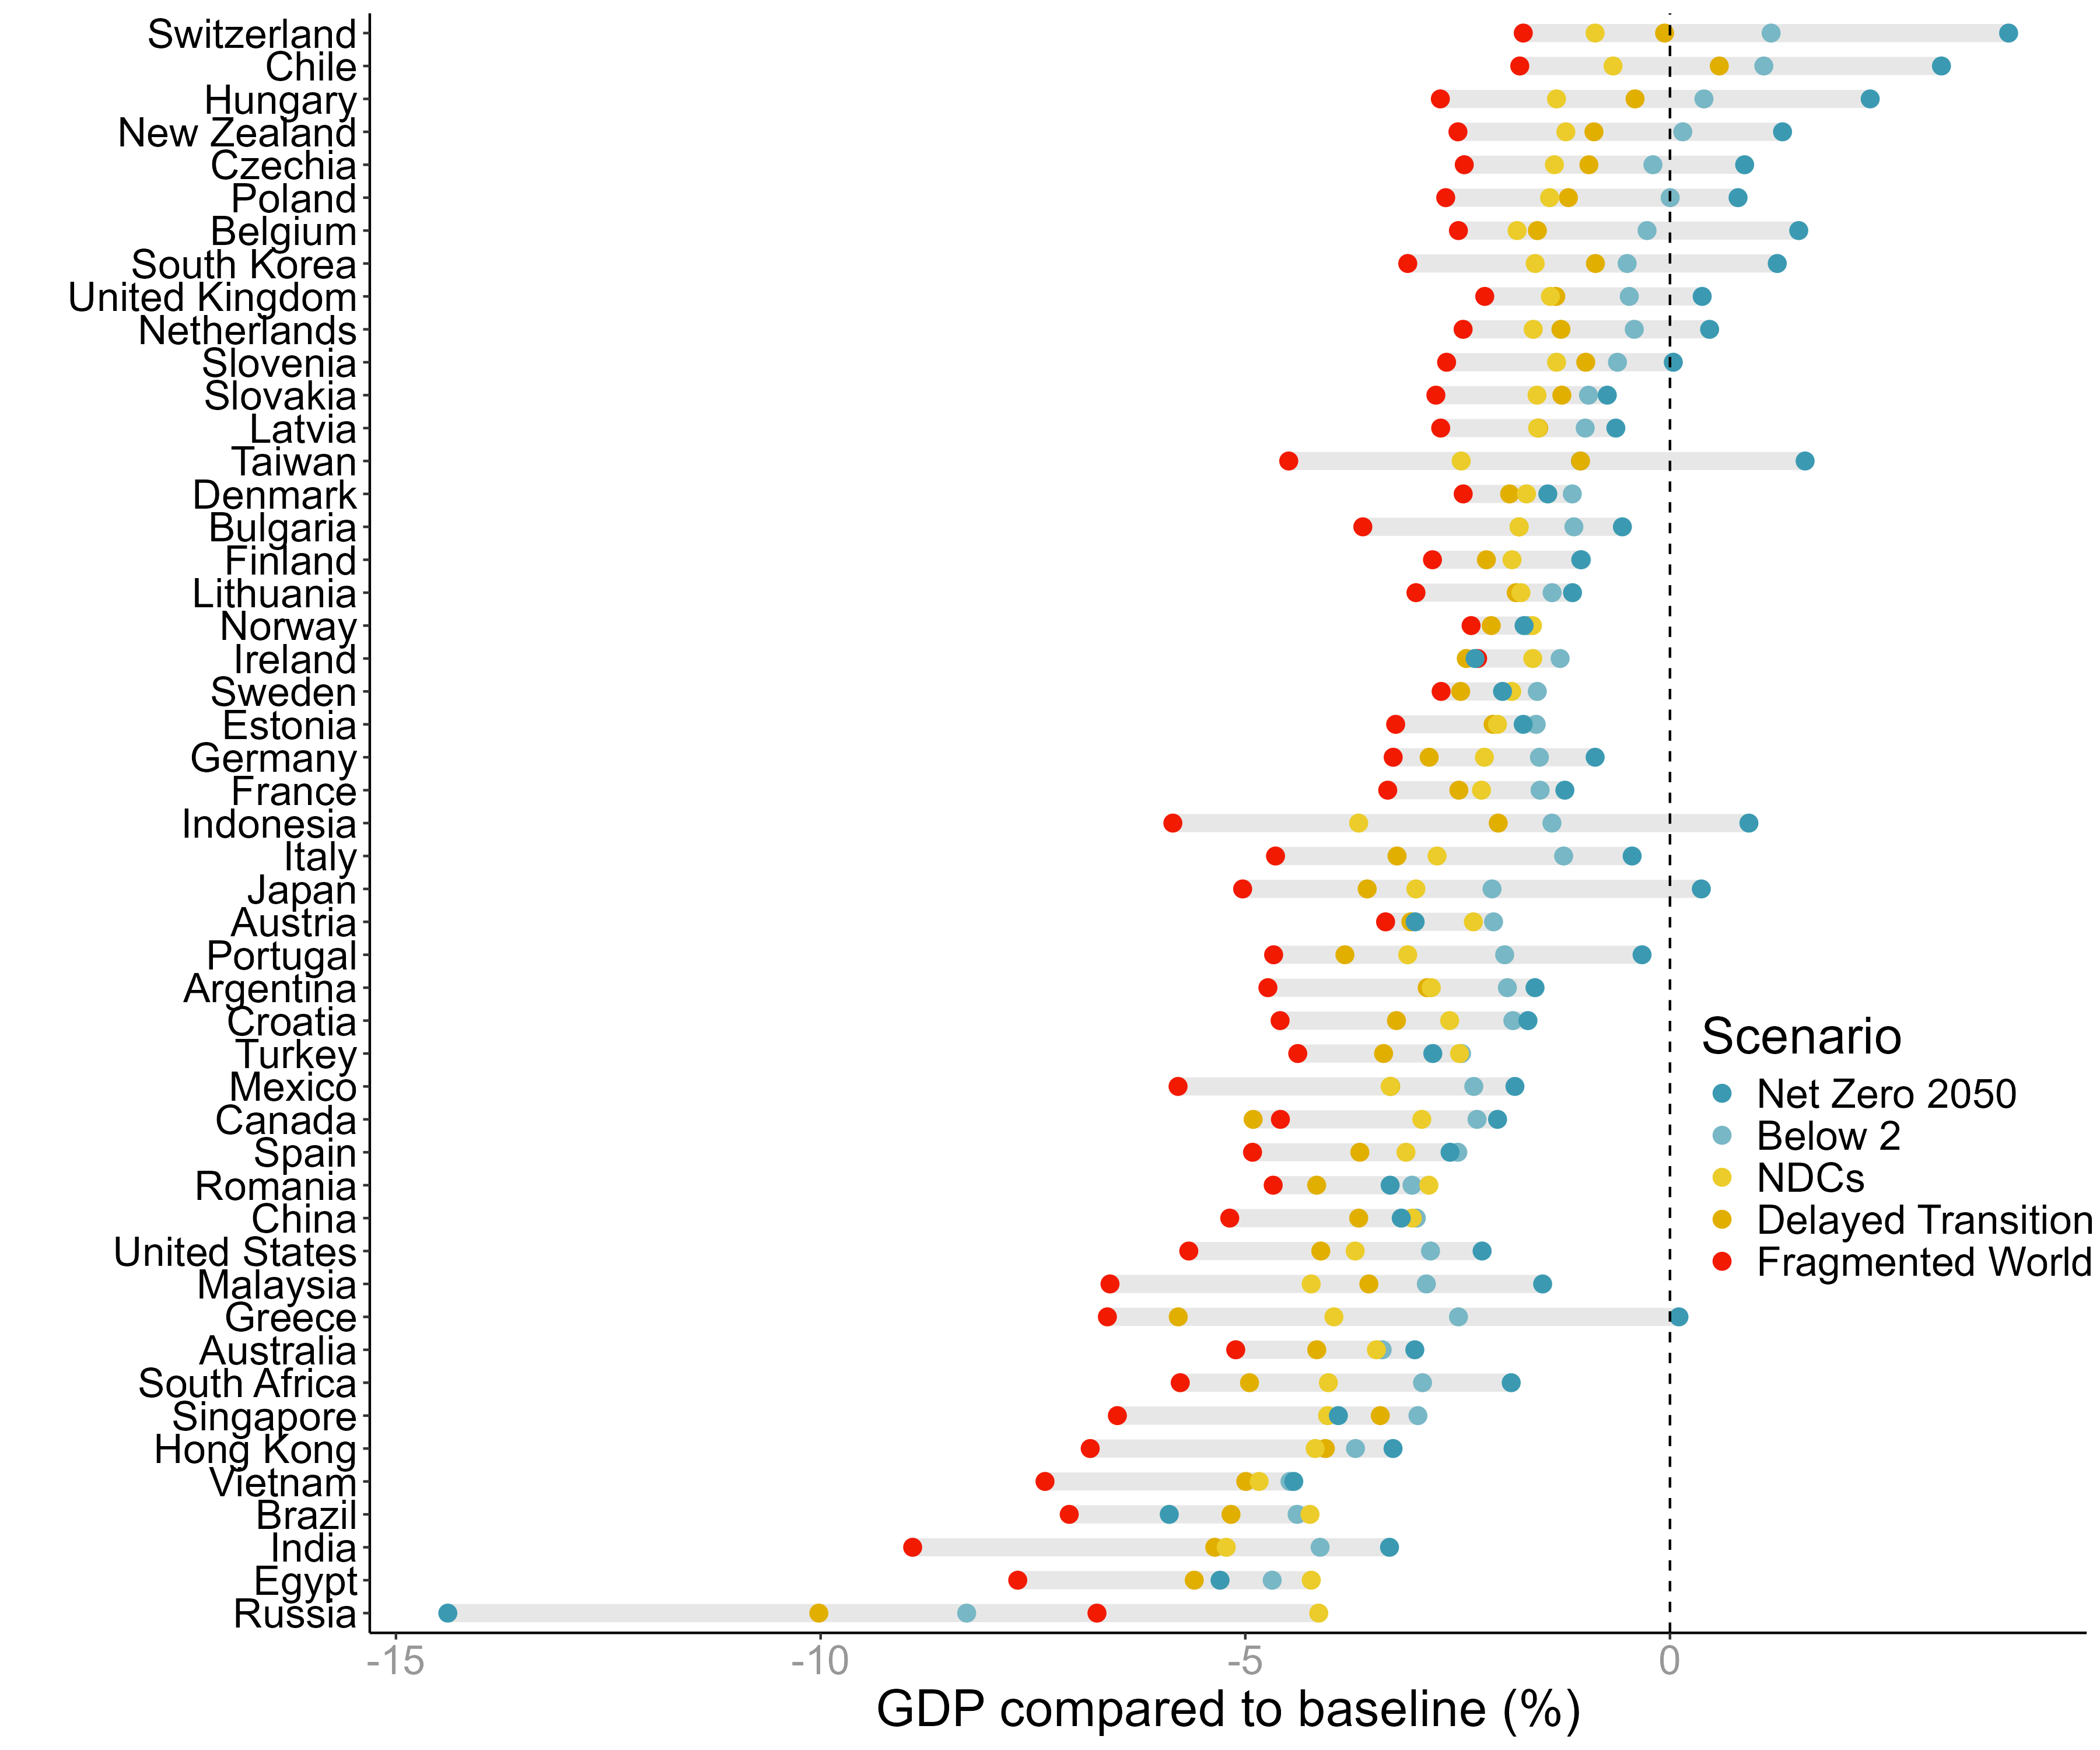 Switzerland
Chile
Hungary
New Zealand
Czechia
Poland
Belgium
South Korea
United Kingdom
Netherlands
Slovenia
Slovakia
Latvia
Taiwan
Denmark
Bulgaria
Finland
Lithuania
Norway
Ireland
Sweden
Estonia
Germany
France
Indonesia
Italy
Japan
Austria
Portugal
Argentina
Croatia
Turkey
Mexico
Canada
Spain
Romania
China
United States
Malaysia
Greece
Australia
South Africa
Singapore
Hong Kong
Vietnam
Brazil
India
Egypt
Russia
Scenario
Net Zero 2050
Below 2
NDCs
Delayed Transition
Fragmented World
-15 -10 -5 0
GDP compared to baseline (%)